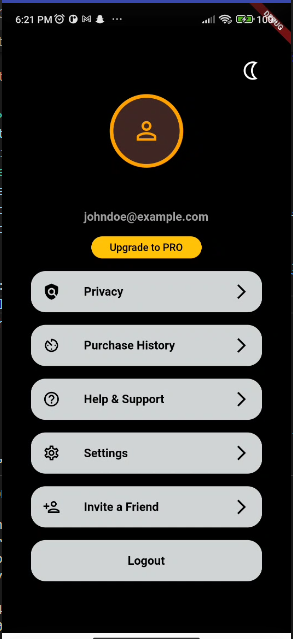 6:21 PM
100
DEBUG
johndoe@example.com
Upgrade to PRO
Privacy
Purchase History
Help & Support
Settings
Invite a Friend
Logout